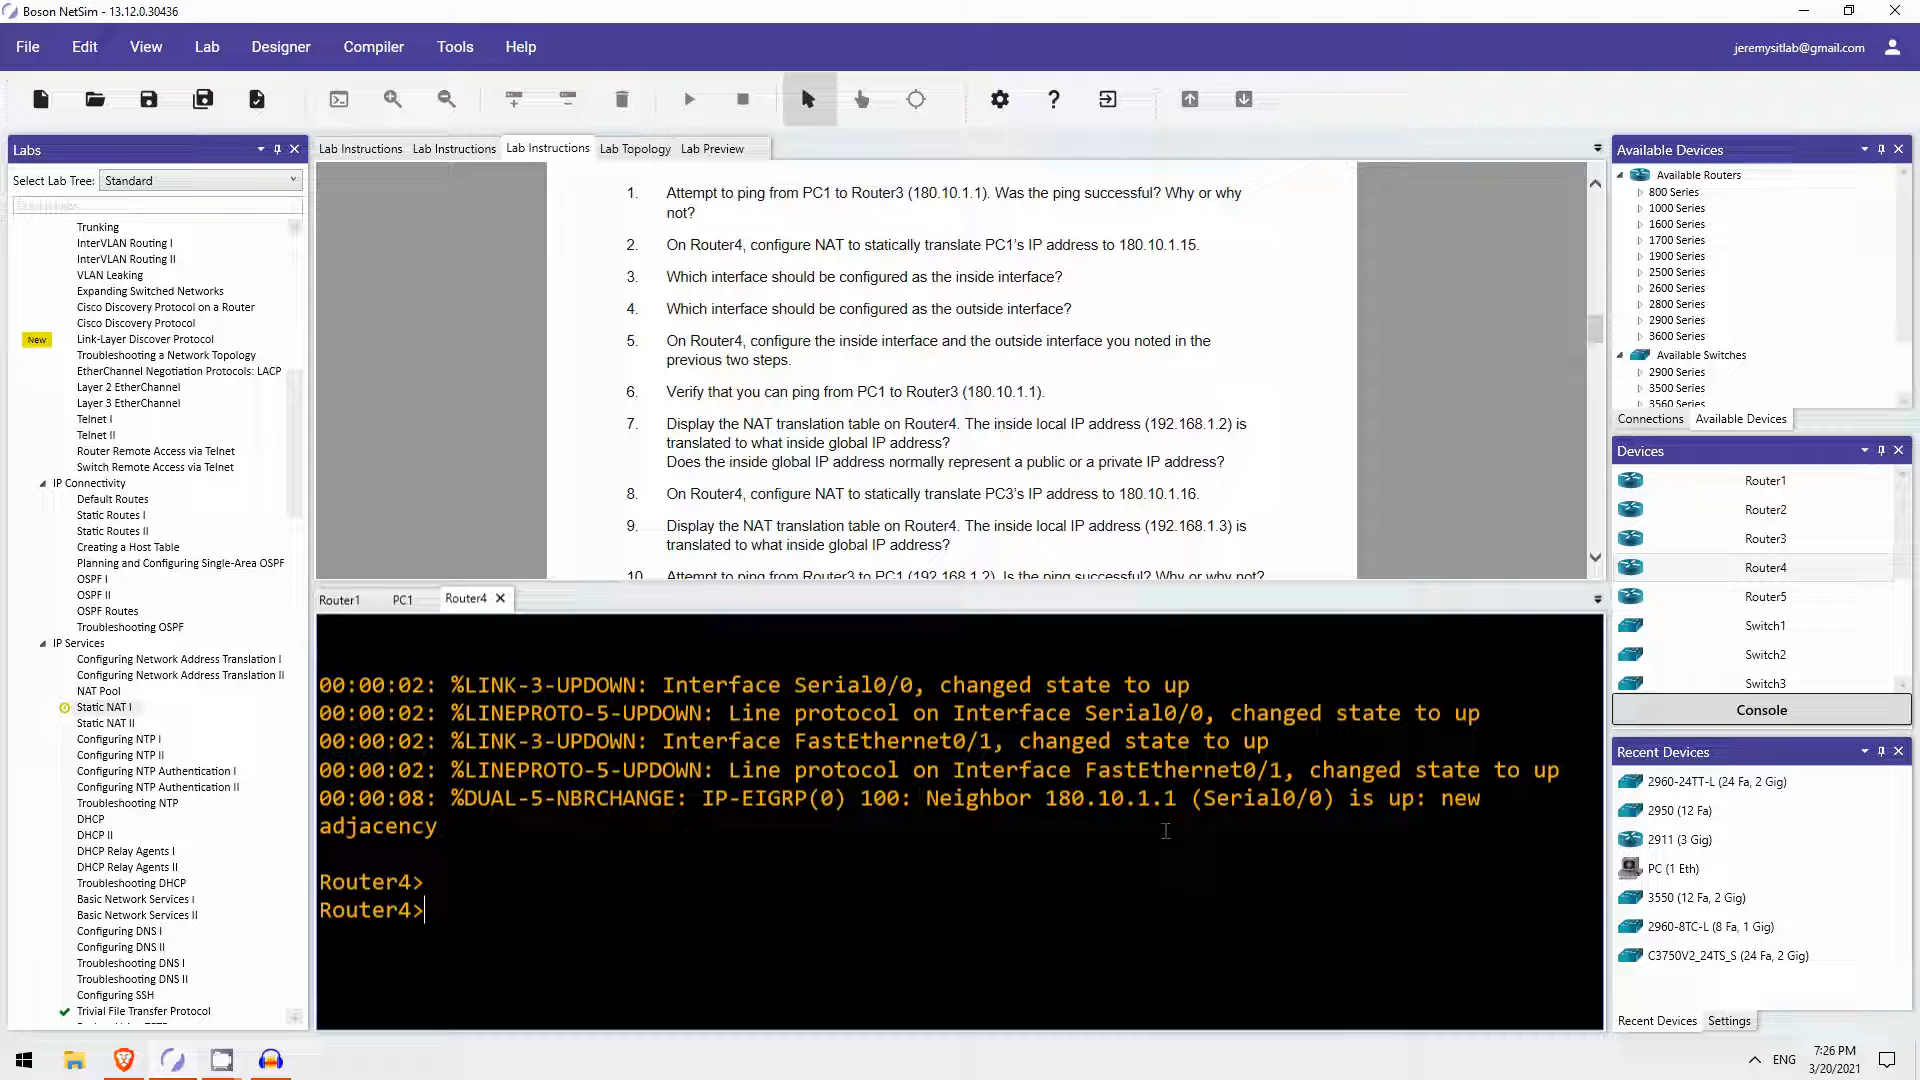 Boson NetSim - 13.12.0.30436
File Edit View Lab Designer Compiler Tools Help
jeremysitlab@gmail.com
Labs
Select Lab Tree: Standard
Trunking
InterVLAN Routing I
InterVLAN Routing II
VLAN Leaking
Expanding Switched Networks
Cisco Discovery Protocol on a Router
Cisco Discovery Protocol
New Link-Layer Discover Protocol
Troubleshooting a Network Topology
EtherChannel Negotiation Protocols: LACP
Layer 2 EtherChannel
Layer 3 EtherChannel
Telnet I
Telnet II
Router Remote Access via Telnet
Switch Remote Access via Telnet
IP Connectivity
Default Routes
Static Routes I
Static Routes II
Creating a Host Table
Planning and Configuring Single-Area OSPF
OSPF I
OSPF II
OSPF Routes
Troubleshooting OSPF
IP Services
Configuring Network Address Translation I
Configuring Network Address Translation II
NAT Pool
Static NAT I
Static NAT II
Configuring NTP I
Configuring NTP II
Configuring NTP Authentication I
Configuring NTP Authentication II
Troubleshooting NTP
DHCP
DHCP II
DHCP Relay Agents I
DHCP Relay Agents II
Troubleshooting DHCP
Basic Network Services I
Basic Network Services II
Configuring DNS I
Configuring DNS II
Troubleshooting DNS I
Troubleshooting DNS II
Configuring SSH
Trivial File Transfer Protocol
Lab Instructions Lab Instructions Lab Instructions Lab Topology Lab Preview
1. Attempt to ping from PC1 to Router3 (180.10.1.1). Was the ping successful? Why or why
not?
2. On Router4, configure NAT to statically translate PC1’s IP address to 180.10.1.15.
3. Which interface should be configured as the inside interface?
4. Which interface should be configured as the outside interface?
5. On Router4, configure the inside interface and the outside interface you noted in the
previous two steps.
6. Verify that you can ping from PC1 to Router3 (180.10.1.1).
7. Display the NAT translation table on Router4. The inside local IP address (192.168.1.2) is
translated to what inside global IP address?
Does the inside global IP address normally represent a public or a private IP address?
8. On Router4, configure NAT to statically translate PC3’s IP address to 180.10.1.16.
9. Display the NAT translation table on Router4. The inside local IP address (192.168.1.3) is
translated to what inside global IP address?
10. Attempt to ping from Router3 to PC1 (192.168.1.2). Is the ping successful? Why or why not?
Router1 PC1 Router4
00:00:02: %LINK-3-UPDOWN: Interface Serial0/0, changed state to up
00:00:02: %LINEPROTO-5-UPDOWN: Line protocol on Interface Serial0/0, changed state to up
00:00:02: %LINK-3-UPDOWN: Interface FastEthernet0/1, changed state to up
00:00:02: %LINEPROTO-5-UPDOWN: Line protocol on Interface FastEthernet0/1, changed state to up
00:00:08: %DUAL-5-NBRCHANGE: IP-EIGRP(0) 100: Neighbor 180.10.1.1 (Serial0/0) is up: new
adjacency
Router4>
Router4>
Available Devices
Available Routers
800 Series
1000 Series
1600 Series
1700 Series
1900 Series
2500 Series
2600 Series
2800 Series
2900 Series
3600 Series
Available Switches
2900 Series
3500 Series
3560 Series
Connections Available Devices
Devices
Router1
Router2
Router3
Router4
Router5
Switch1
Switch2
Switch3
Console
Recent Devices
2960-24TT-L (24 Fa, 2 Gig)
2950 (12 Fa)
2911 (3 Gig)
PC (1 Eth)
3550 (12 Fa, 2 Gig)
2960-8TC-L (8 Fa, 1 Gig)
C3750V2_24TS_S (24 Fa, 2 Gig)
Recent Devices Settings
ENG
7:26 PM
3/20/2021